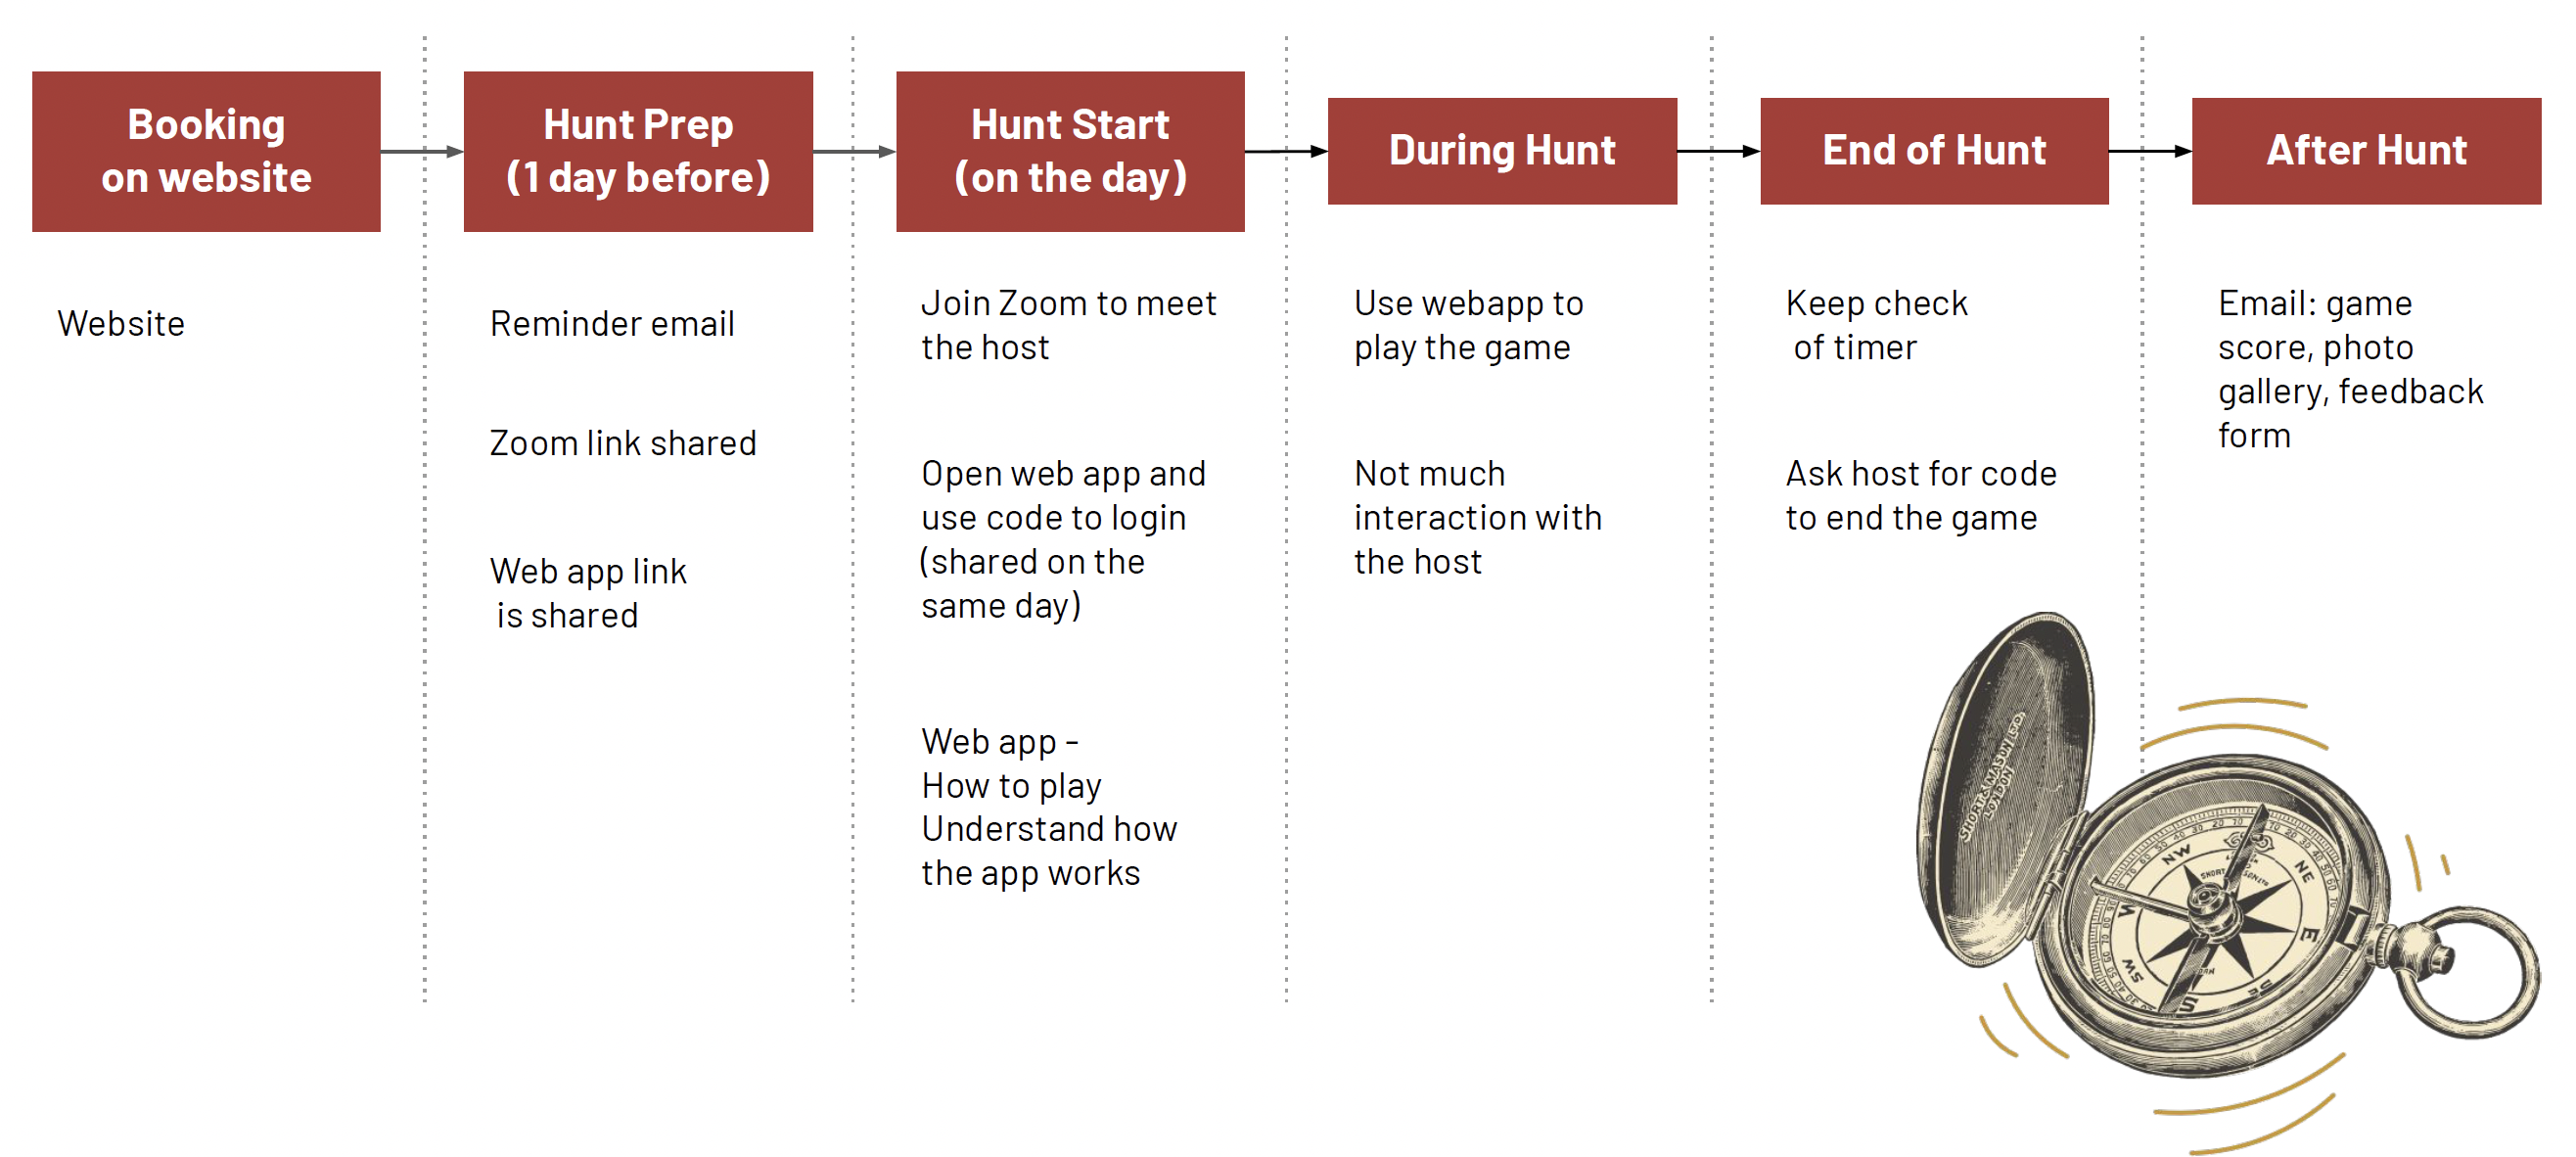 Booking
on website
Website
Hunt Prep
(1 day before)
Reminder email
Zoom link shared
Web app link
is shared
Hunt Start
(on the day)
Join Zoom to meet
the host
Open web app and
use code to login
(shared on the
same day)
Web app -
How to play
Understand how
the app works
During Hunt
Use webapp to
play the game
Not much
interaction with
the host
End of Hunt
Keep check
of timer
Ask host for code
to end the game
After Hunt
Email: game
score, photo
gallery, feedback
form
SHORT & MASON LTD.
LONDON
NW
NE
W
E
SW
SE
S